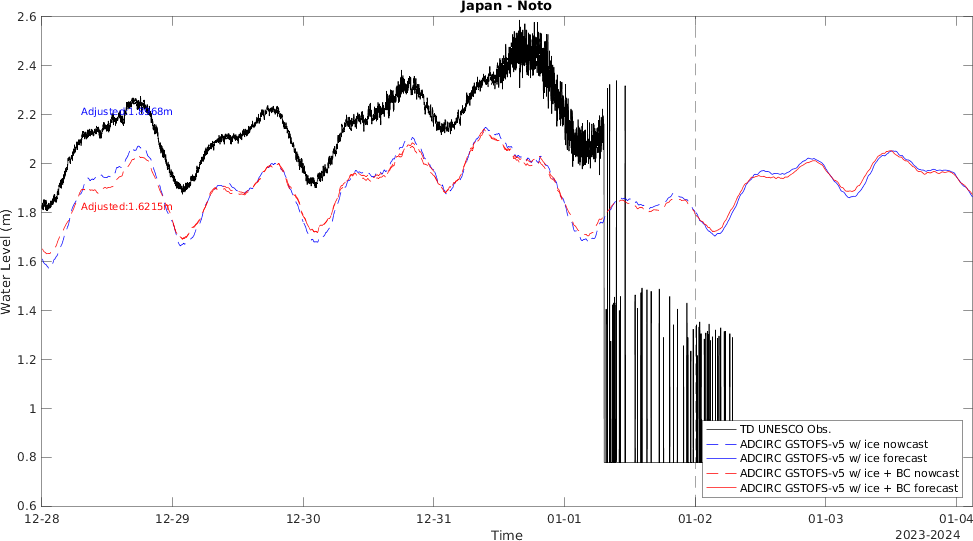 Japan - Noto
2.6
2.4
2.2
2
1.8
1.6
1.4
1.2
1
0.8
0.6
Water Level (m)
Adjusted:1.6215m
TD UNESCO Obs.
ADCIRC GSTOFS-v5 w/ ice nowcast
ADCIRC GSTOFS-v5 w/ ice forecast
ADCIRC GSTOFS-v5 w/ ice + BC nowcast
ADCIRC GSTOFS-v5 w/ ice + BC forecast
12-28
12-29
12-30
12-31
01-01
01-02
01-03
01-04
Time
2023-2024